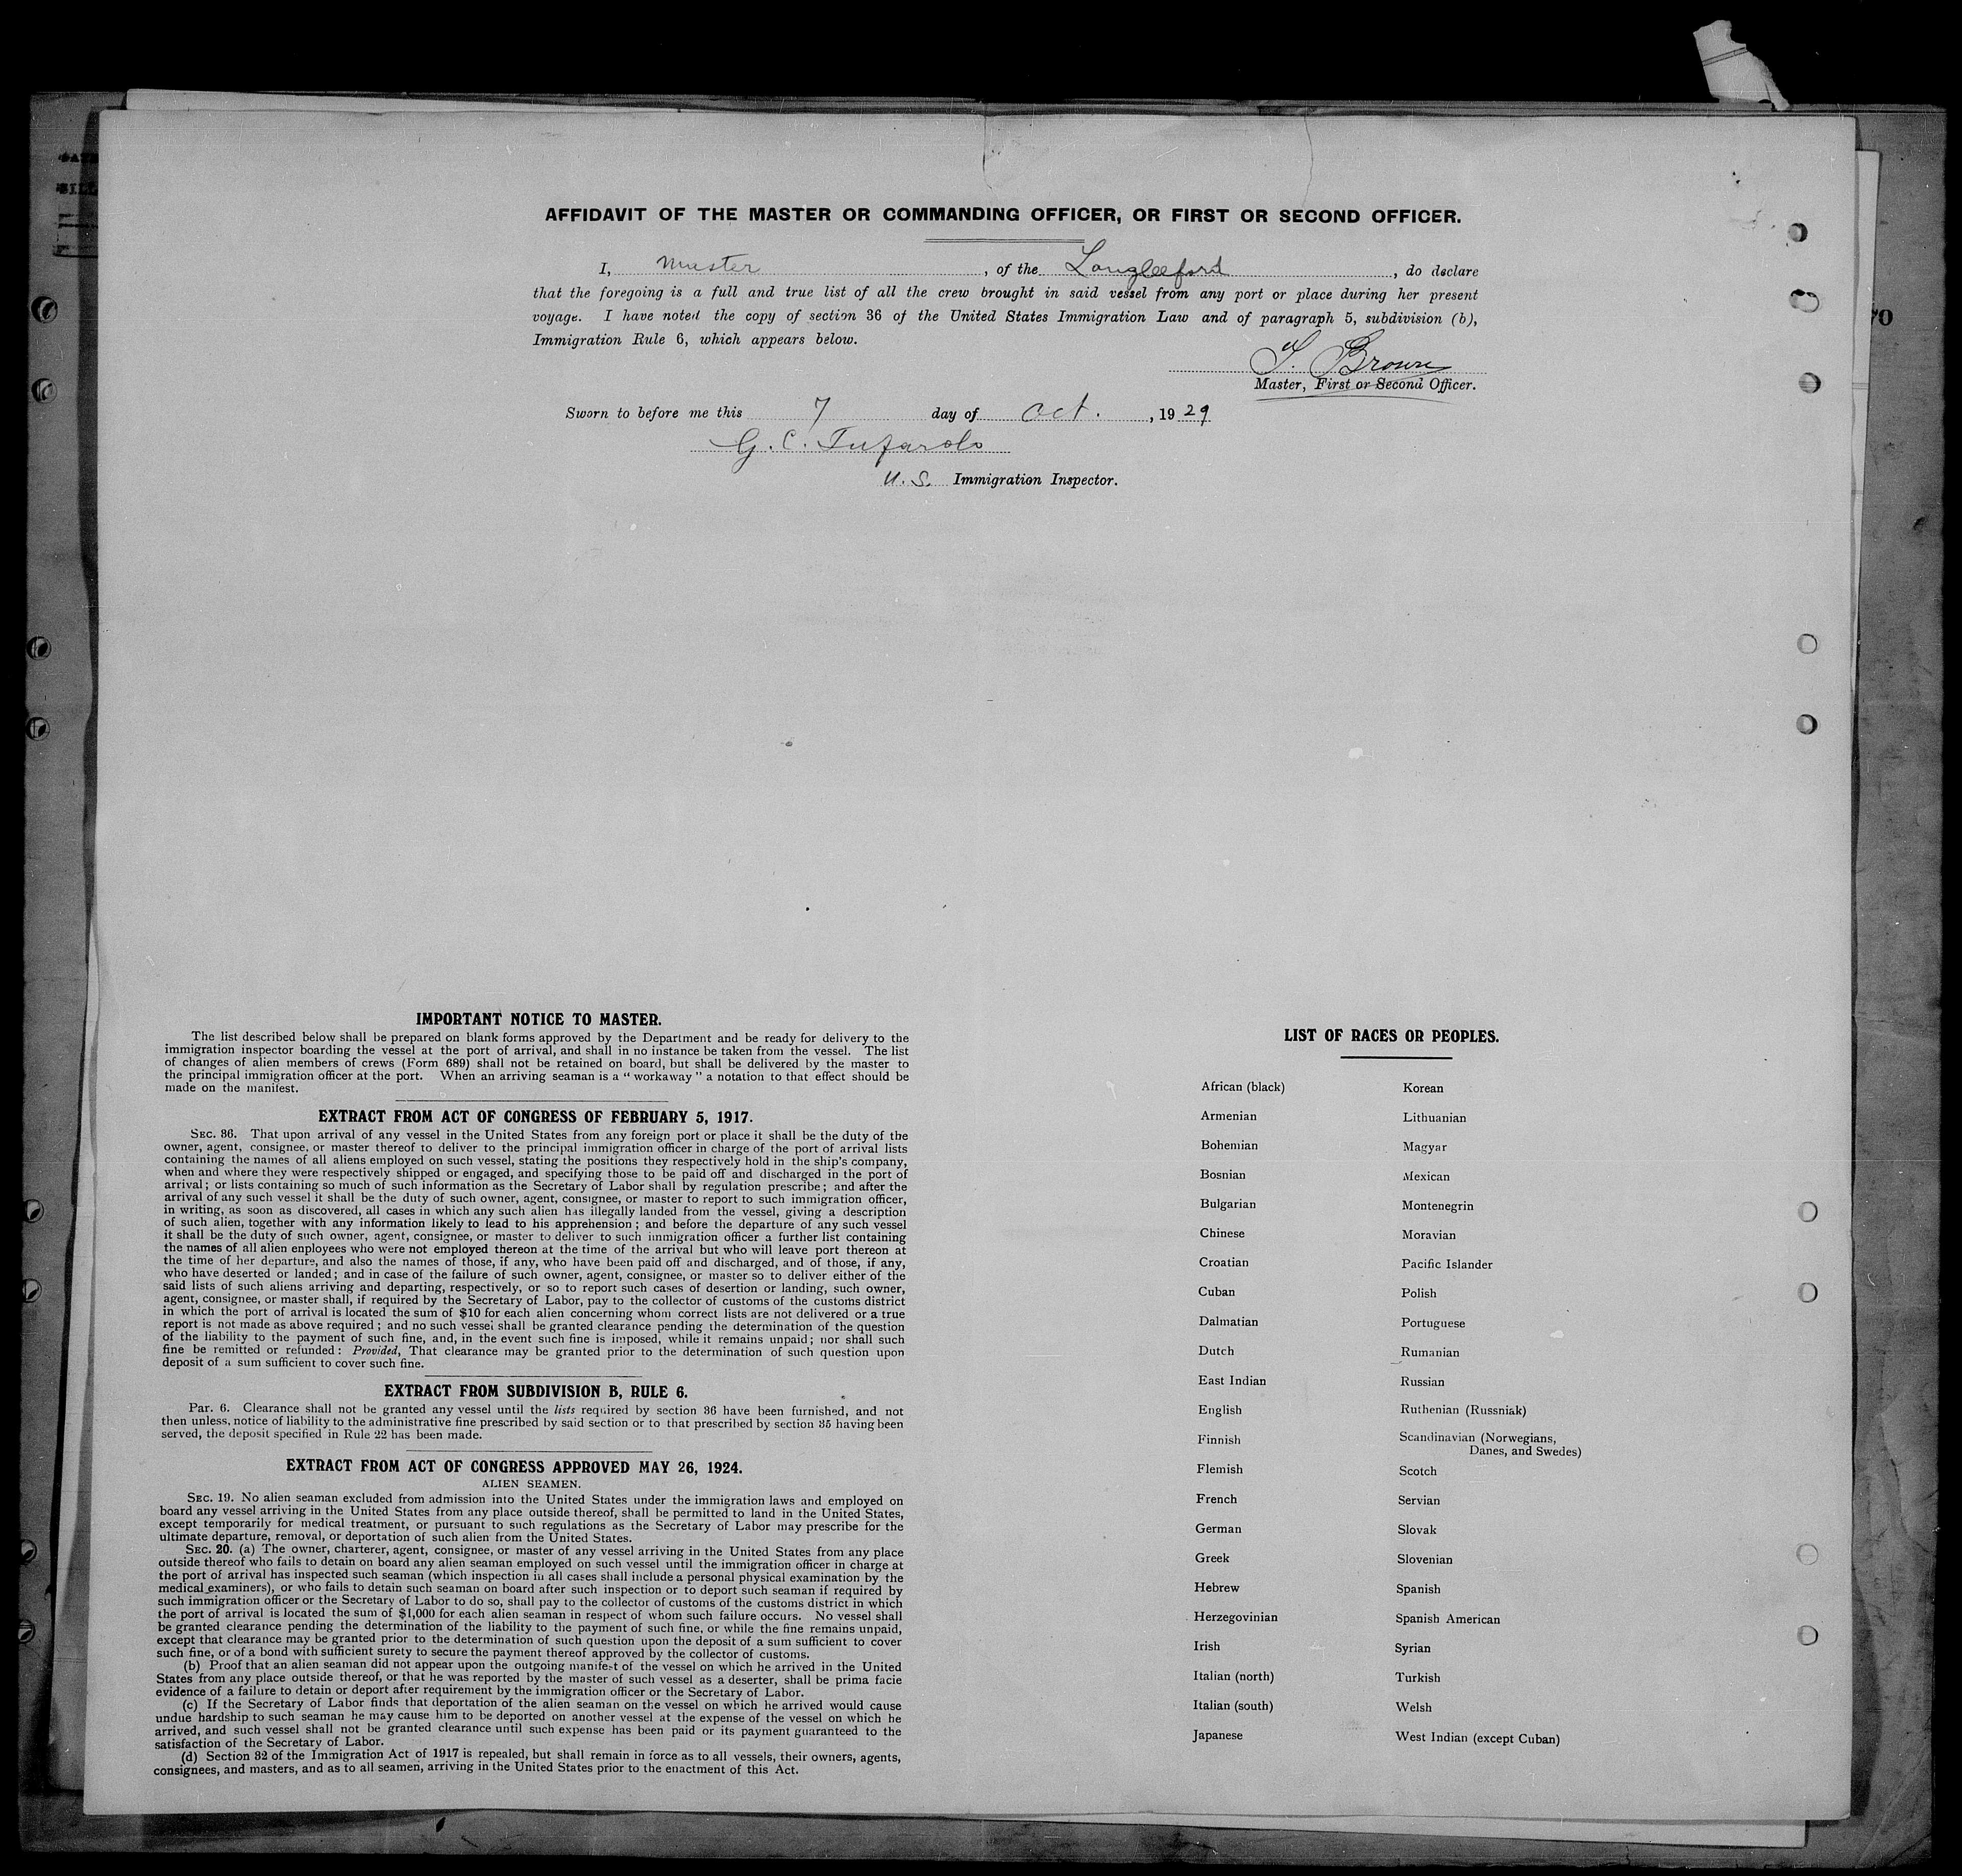 AFFIDAVIT OF THE MASTER OR COMMANDING OFFICER, OR FIRST OR SECOND OFFICER.
I, Master, of the Longleeford, do declare
that the foregoing is a full and true list of all the crew brought in said vessel from any port or place during her present
voyage. I have noted the copy of section 36 of the United States Immigration Law and of paragraph 5, subdivision (b),
Immigration Rule 6, which appears below.
Brown
Master, First or Second Officer.
Sworn to before me this 7 day of Oct., 1929
G. C. Tufarolo
U. S. Immigration Inspector.
70
IMPORTANT NOTICE TO MASTER.
The list described below shall be prepared on blank forms approved by the Department and be ready for delivery to the
immigration inspector boarding the vessel at the port of arrival, and shall in no instance be taken from the vessel. The list
of changes of alien members of crews (Form 689) shall not be retained on board, but shall be delivered by the master to
the principal immigration officer at the port. When an arriving seaman is a "workaway" a notation to that effect should be
made on the manifest.
EXTRACT FROM ACT OF CONGRESS OF FEBRUARY 5, 1917.
SEC. 36. That upon arrival of any vessel in the United States from any foreign port or place it shall be the duty of the
owner, agent, consignee, or master thereof to deliver to the principal immigration officer in charge of the port of arrival lists
containing the names of all aliens employed on such vessel, stating the positions they respectively hold in the ship's company,
when and where they were respectively shipped or engaged, and specifying those to be paid off and discharged in the port of
arrival; or lists containing so much of such information as the Secretary of Labor shall by regulation prescribe; and after the
arrival of any such vessel it shall be the duty of such owner, agent, consignee, or master to report to such immigration officer,
in writing, as soon as discovered, all cases in which any such alien has illegally landed from the vessel, giving a description
of such alien, together with any information likely to lead to his apprehension; and before the departure of any such vessel
it shall be the duty of such owner, agent, consignee, or master to deliver to such immigration officer a further list containing
the names of all alien enployees who were not employed thereon at the time of the arrival but who will leave port thereon at
the time of her departure, and also the names of those, if any, who have been paid off and discharged, and of those, if any,
who have deserted or landed; and in case of the failure of such owner, agent, consignee, or master so to deliver either of the
said lists of such aliens arriving and departing, respectively, or so to report such cases of desertion or landing, such owner,
agent, consignee, or master shall, if required by the Secretary of Labor, pay to the collector of customs of the customs district
in which the port of arrival is located the sum of $10 for each alien concerning whom correct lists are not delivered or a true
report is not made as above required; and no such vessel shall be granted clearance pending the determination of the question
of the liability to the payment of such fine, and, in the event such fine is imposed, while it remains unpaid; nor shall such
fine be remitted or refunded: Provided, That clearance may be granted prior to the determination of such question upon
deposit of a sum sufficient to cover such fine.
EXTRACT FROM SUBDIVISION B, RULE 6.
Par. 6. Clearance shall not be granted any vessel until the lists required by section 36 have been furnished, and not
then unless, notice of liability to the administrative fine prescribed by said section or to that prescribed by section 35 having been
served, the deposit specified in Rule 22 has been made.
EXTRACT FROM ACT OF CONGRESS APPROVED MAY 26, 1924.
ALIEN SEAMEN.
SEC. 19. No alien seaman excluded from admission into the United States under the immigration laws and employed on
board any vessel arriving in the United States from any place outside thereof, shall be permitted to land in the United States,
except temporarily for medical treatment, or pursuant to such regulations as the Secretary of Labor may prescribe for the
ultimate departure, removal, or deportation of such alien from the United States.
SEC. 20. (a) The owner, charterer, agent, consignee, or master of any vessel arriving in the United States from any place
outside thereof who fails to detain on board any alien seaman employed on such vessel until the immigration officer in charge at
the port of arrival has inspected such seaman (which inspection in all cases shall include a personal physical examination by the
medical examiners), or who fails to detain such seaman on board after such inspection or to deport such seaman if required by
such immigration officer or the Secretary of Labor to do so, shall pay to the collector of customs of the customs district in which
the port of arrival is located the sum of $1,000 for each alien seaman in respect of whom such failure occurs. No vessel shall
be granted clearance pending the determination of the liability to the payment of such fine, or while the fine remains unpaid,
except that clearance may be granted prior to the determination of such question upon the deposit of a sum sufficient to cover
such fine, or of a bond with sufficient surety to secure the payment thereof approved by the collector of customs.
(b) Proof that an alien seaman did not appear upon the outgoing manifest of the vessel on which he arrived in the United
States from any place outside thereof, or that he was reported by the master of such vessel as a deserter, shall be prima facie
evidence of a failure to detain or deport after requirement by the immigration officer or the Secretary of Labor.
(c) If the Secretary of Labor finds that deportation of the alien seaman on the vessel on which he arrived would cause
undue hardship to such seaman he may cause him to be deported on another vessel at the expense of the vessel on which he
arrived, and such vessel shall not be granted clearance until such expense has been paid or its payment guaranteed to the
satisfaction of the Secretary of Labor.
(d) Section 32 of the Immigration Act of 1917 is repealed, but shall remain in force as to all vessels, their owners, agents,
consignees, and masters, and as to all seamen, arriving in the United States prior to the enactment of this Act.
LIST OF RACES OR PEOPLES.
African (black)
Armenian
Bohemian
Bosnian
Bulgarian
Chinese
Croatian
Cuban
Dalmatian
Dutch
East Indian
English
Finnish
Flemish
French
German
Greek
Hebrew
Herzegovinian
Irish
Italian (north)
Italian (south)
Japanese
Korean
Lithuanian
Magyar
Mexican
Montenegrin
Moravian
Pacific Islander
Polish
Portuguese
Rumanian
Russian
Ruthenian (Russniak)
Scandinavian (Norwegians,
Danes, and Swedes)
Scotch
Servian
Slovak
Slovenian
Spanish
Spanish American
Syrian
Turkish
Welsh
West Indian (except Cuban)